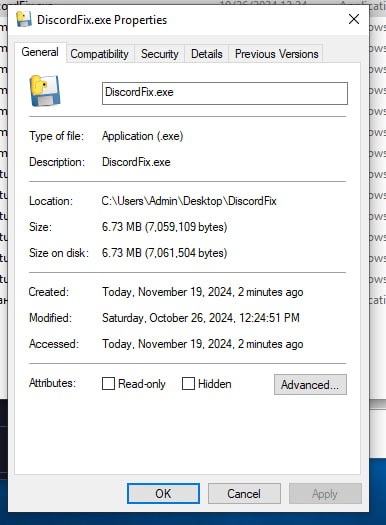 DiscordFix.exe Properties
General Compatibility Security Details Previous Versions
DiscordFix.exe
Type of file: Application (.exe)
Description: DiscordFix.exe
Location: C:\Users\Admin\Desktop\DiscordFix
Size: 6.73 MB (7,059,109 bytes)
Size on disk: 6.73 MB (7,061,504 bytes)
Created: Today, November 19, 2024, 2 minutes ago
Modified: Saturday, October 26, 2024, 12:24:51 PM
Accessed: Today, November 19, 2024, 2 minutes ago
Attributes: Read-only Hidden Advanced...
OK Cancel Apply